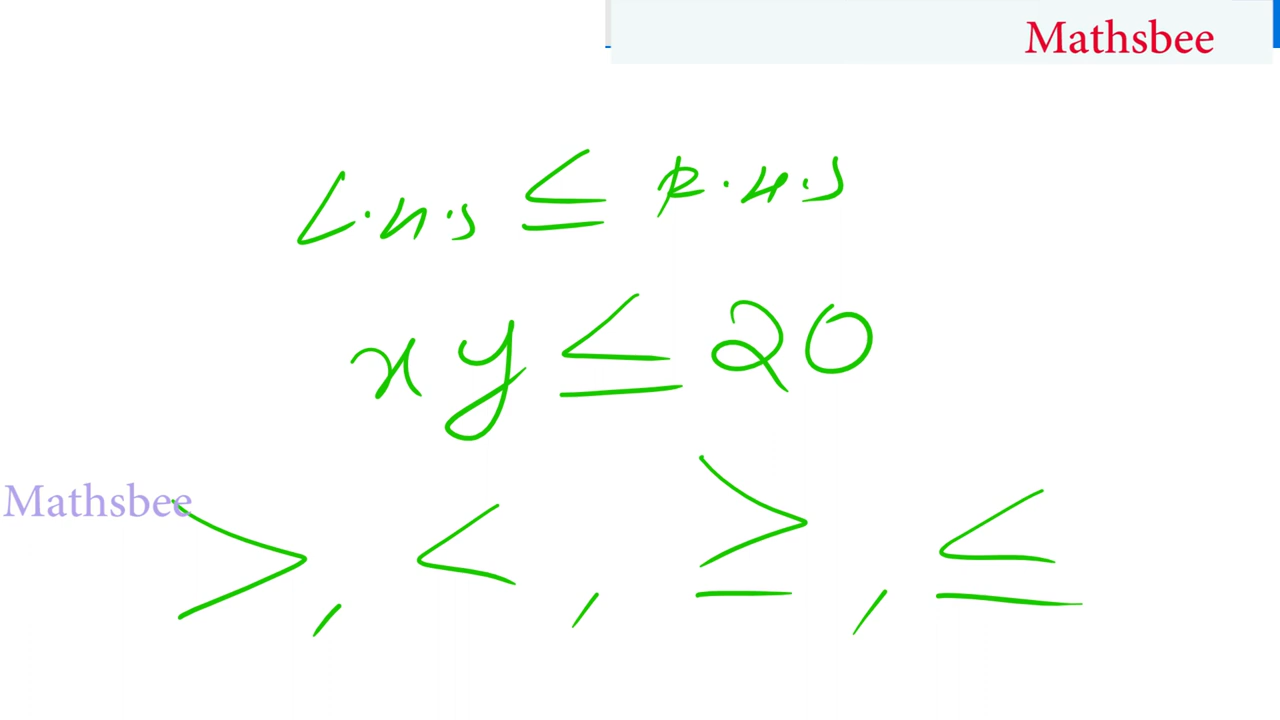 Mathsbee
L.H.S ≤ R.H.S
xy ≤ 20
Mathsbee
>, <, ≥, ≤